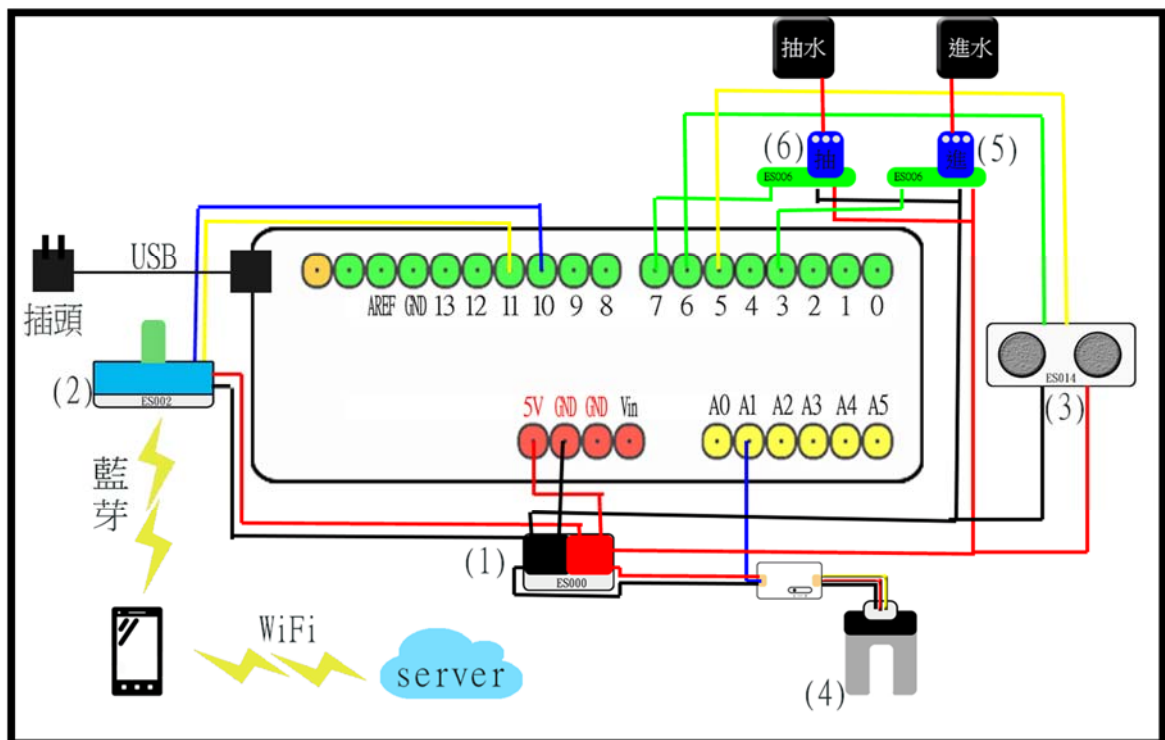 抽水
進水
(6)
抽
(5)
進
ES006
ES006
USB
插頭
AREF GND 13 12 11 10 9 8 7 6 5 4 3 2 1 0
(2)
ES002
ES014
(3)
5V GND GND Vin A0 A1 A2 A3 A4 A5
藍芽
(1)
ES000
WiFi
server
(4)